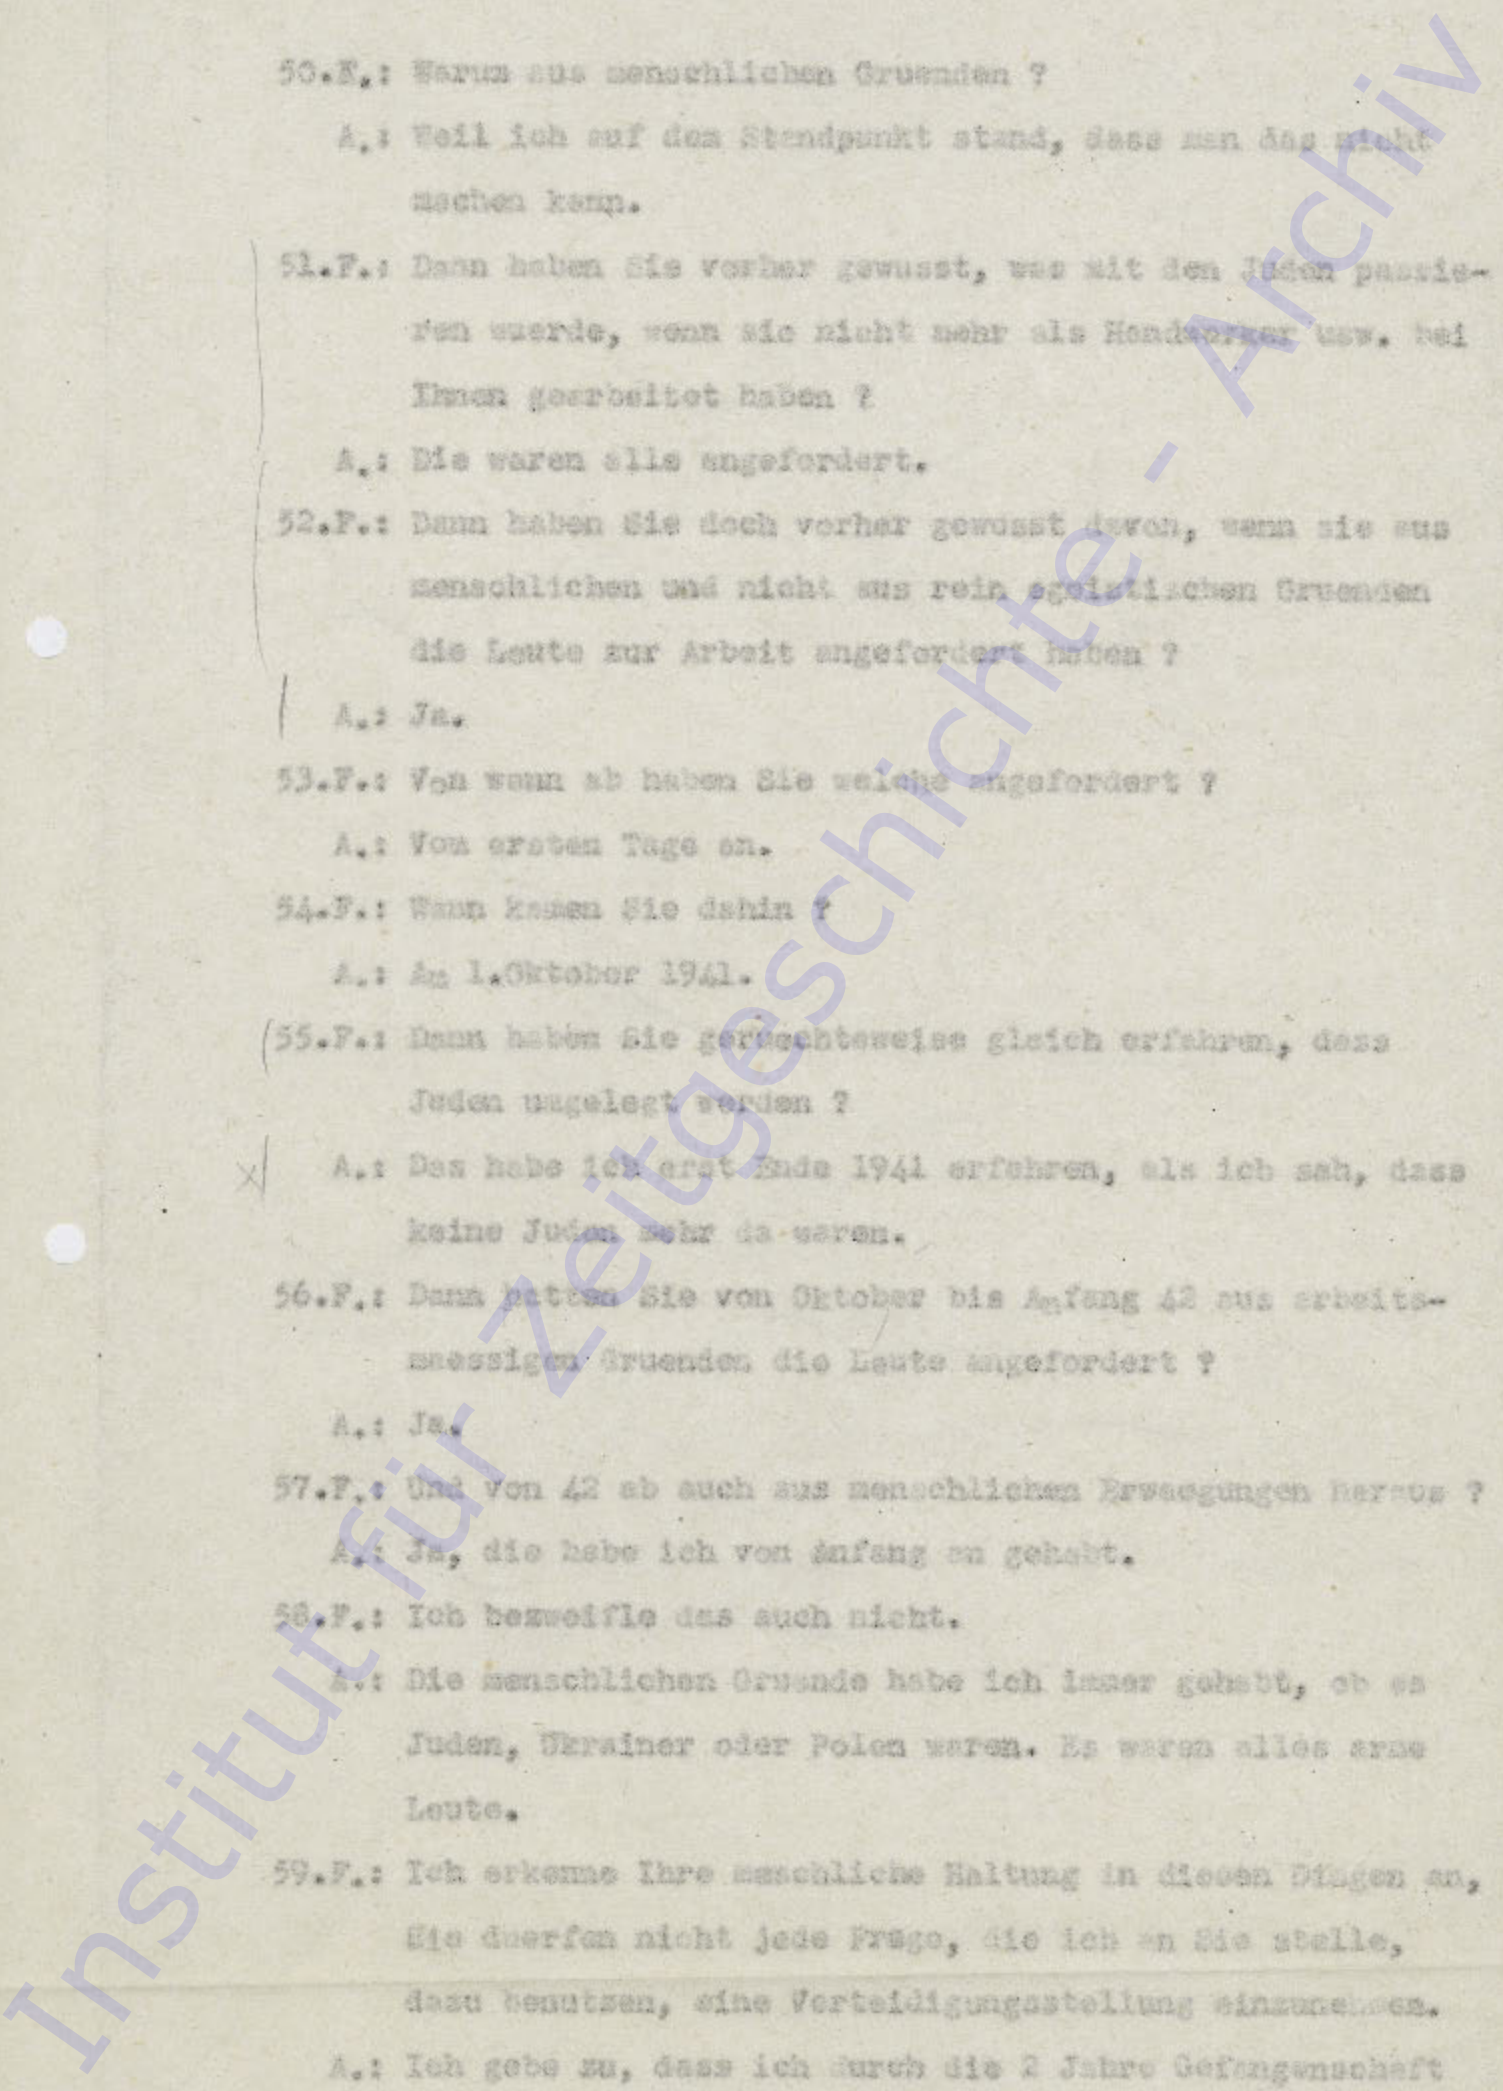 50.F.: Warum aus menschlichen Gruenden ?
A.: Weil ich auf dem Standpunkt stand, dass man das nicht
machen kann.
51.F.: Dann haben Sie vorher gewusst, was mit den Juden passie-
ren wuerde, wenn sie nicht mehr als Handwerker usw. bei
Ihnen gearbeitet haben ?
A.: Die waren alle angefordert.
52.F.: Dann haben Sie doch vorher gewusst davon, wenn sie aus
menschlichen und nicht aus rein egoistischen Gruenden
die Leute zur Arbeit angefordert haben ?
A.: Ja.
53.F.: Von wann ab haben Sie welche angefordert ?
A.: Vom ersten Tage an.
54.F.: Wann kamen Sie dahin ?
A.: Am 1.Oktober 1941.
55.F.: Dann haben Sie geruechteweise gleich erfahren, dass
Juden umgelegt werden ?
A.: Das habe ich erst Ende 1941 erfahren, als ich sah, dass
keine Juden mehr da waren.
56.F.: Dann hatten Sie von Oktober bis Anfang 42 aus arbeits-
maessigen Gruenden die Leute angefordert ?
A.: Ja.
57.F.: Und von 42 ab auch aus menschlichen Erwaegungen heraus ?
A.: Ja, die habe ich von Anfang an gehabt.
58.F.: Ich bezweifle das auch nicht.
A.: Die menschlichen Gruende habe ich immer gehabt, ob es
Juden, Ukrainer oder Polen waren. Es waren alles arme
Leute.
59.F.: Ich erkenne Ihre meschliche Haltung in diesen Dingen an,
Sie duerfen nicht jede Frage, die ich an Sie stelle,
dazu benutzen, eine Verteidigungsstellung einzunehmen.
A.: Ich gebe zu, dass ich durch die 2 Jahre Gefangenschaft
Institut für Zeitgeschichte - Archiv